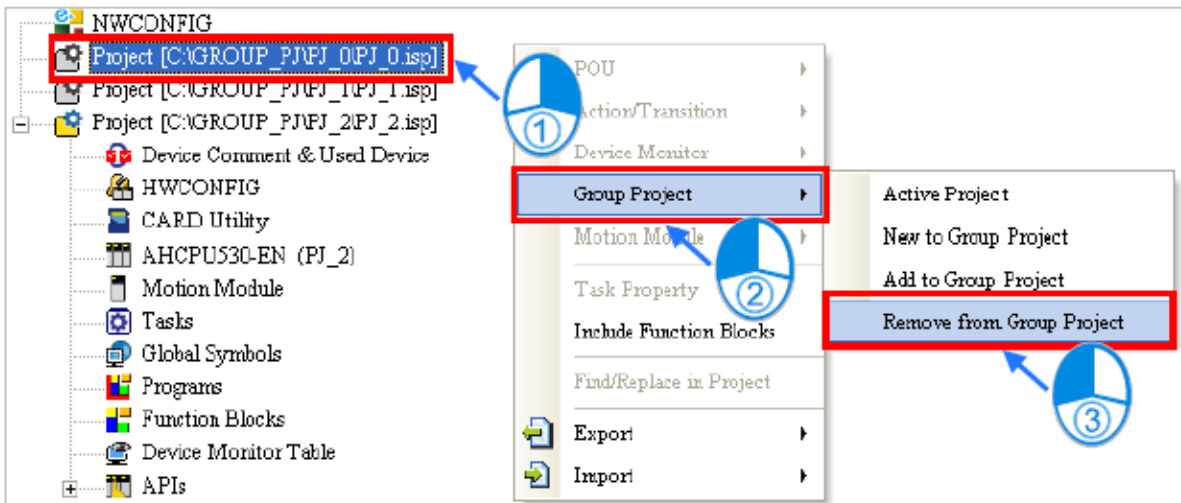 NWCONFIG
Project [C:\GROUP_PJ\PJ_0\PJ_0.isp]
Project [C:\GROUP_PJ\PJ_1\PJ_1.isp]
Project [C:\GROUP_PJ\PJ_2\PJ_2.isp]
Device Comment & Used Device
HWCONFIG
CARD Utility
AHCPU530-EN (PJ_2)
Motion Module
Tasks
Global Symbols
Programs
Function Blocks
Device Monitor Table
APIs
1
POU
Action/Transition
Device Monitor
Group Project
Motion Module
Task Property
Include Function Blocks
Find/Replace in Project
Export
Import
2
Active Project
New to Group Project
Add to Group Project
Remove from Group Project
3